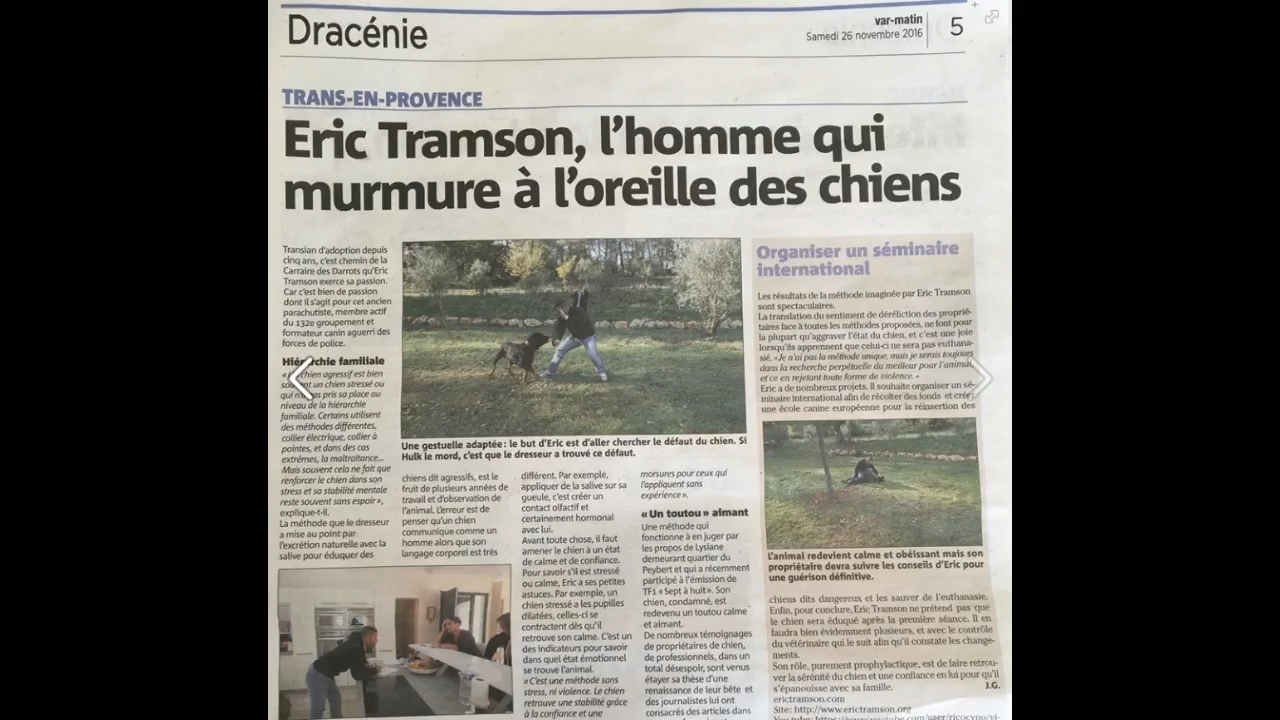 Dracénie
var-matin
Samedi 26 novembre 2016
5
TRANS-EN-PROVENCE
Eric Tramson, l'homme qui
murmure à l'oreille des chiens
Transian d'adoption depuis
cinq ans, c'est chemin de la
Carraire des Darrots qu'Eric
Tramson exerce sa passion.
Car c'est bien de passion
dont il s'agit pour cet ancien
parachutiste, membre actif
du 132e groupement et
formateur canin aguerri des
forces de police.
Hiérarchie familiale
chien agressif est bien
un chien stressé ou
pris sa place au
niveau de la hiérarchie
familiale. Certains utilisent
des méthodes différentes,
collier électrique, collier à
pointes, et dans des cas
extrêmes, la maltraitance...
Mais souvent cela ne fait que
renforcer le chien dans son
stress et sa stabilité mentale
reste souvent sans espoir»,
explique-t-il.
La méthode que le dresseur
a mise au point par
l'excrétion naturelle avec la
salive pour éduquer des
Une gestuelle adaptée : le but d'Eric est d'aller chercher le défaut du chien. Si
Hulk le mord, c'est que le dresseur a trouvé ce défaut.
chiens dit agressifs, est le
fruit de plusieurs années de
travail et d'observation de
l'animal. L'erreur est de
penser qu'un chien
communique comme un
homme alors que son
langage corporel est très
différent. Par exemple,
appliquer de la salive sur sa
gueule, c'est créer un
contact olfactif et
certainement hormonal
avec lui.
Avant toute chose, il faut
amener le chien à un état
de calme et de confiance.
Pour savoir s'il est stressé
ou calme, Eric a ses petites
astuces. Par exemple, un
chien stressé a les pupilles
dilatées, celles-ci se
contractent dès qu'il
retrouve son calme. C'est un
des indicateurs pour savoir
dans quel état émotionnel
se trouve l'animal.
« C'est une méthode sans
stress, ni violence. Le chien
retrouve une stabilité grâce
à la confiance et une
morsures pour ceux qui
l'appliquent sans
expérience ».
« Un toutou » aimant
Une méthode qui
fonctionne à en juger par
les propos de Lysiane
demeurant quartier du
Peybert et qui a récemment
participé à l'émission de
TF1 « Sept à huit ». Son
chien, condamné, est
redevenu un toutou calme
et aimant.
De nombreux témoignages
de propriétaires de chien,
de professionnels, dans un
total désespoir, sont venus
étayer sa thèse d'une
renaissance de leur bête et
des journalistes lui ont
consacrés des articles dans
Organiser un séminaire
international
Les résultats de la méthode imaginée par Eric Tramson
sont spectaculaires.
La translation du sentiment de déréliction des proprié-
taires face à toutes les méthodes proposées, ne font pour
la plupart qu'aggraver l'état du chien, et c'est une joie
lorsqu'ils apprennent que celui-ci ne sera pas euthana-
sié. «Je n'ai pas la méthode unique, mais je serais toujours
dans la recherche perpétuelle du meilleur pour l'animal,
et ce en rejetant toute forme de violence. »
Eric a de nombreux projets. Il souhaite organiser un sé-
minaire international afin de récolter des fonds et créer
une école canine européenne pour la réinsertion des
L'animal redevient calme et obéissant mais son
propriétaire devra suivre les conseils d'Eric pour
une guérison définitive.
chiens dits dangereux et les sauver de l'euthanasie.
Enfin, pour conclure, Eric Tramson ne prétend pas que
le chien sera éduqué après la première séance. Il en
faudra bien évidemment plusieurs, et avec le contrôle
du vétérinaire qui le suit afin qu'il constate les change-
ments.
Son rôle, purement prophylactique, est de faire retrou-
ver la sérénité du chien et une confiance en lui pour qu'il
s'épanouisse avec sa famille.
J.G.
erictramson.com
Site: http://www.erictramson.org